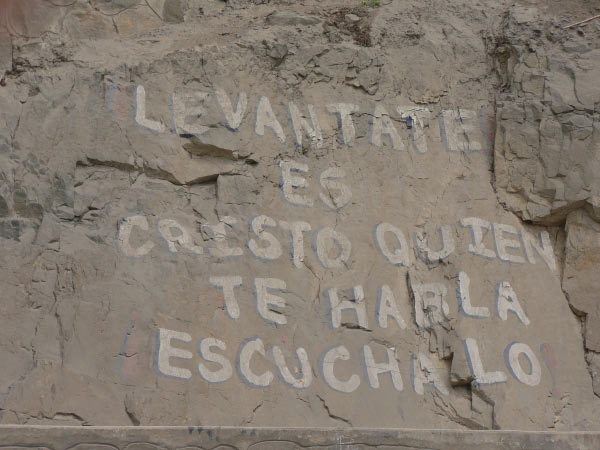 LEVANTATE
ES
CRISTO QUIEN
TE HABLA
ESCUCHALO